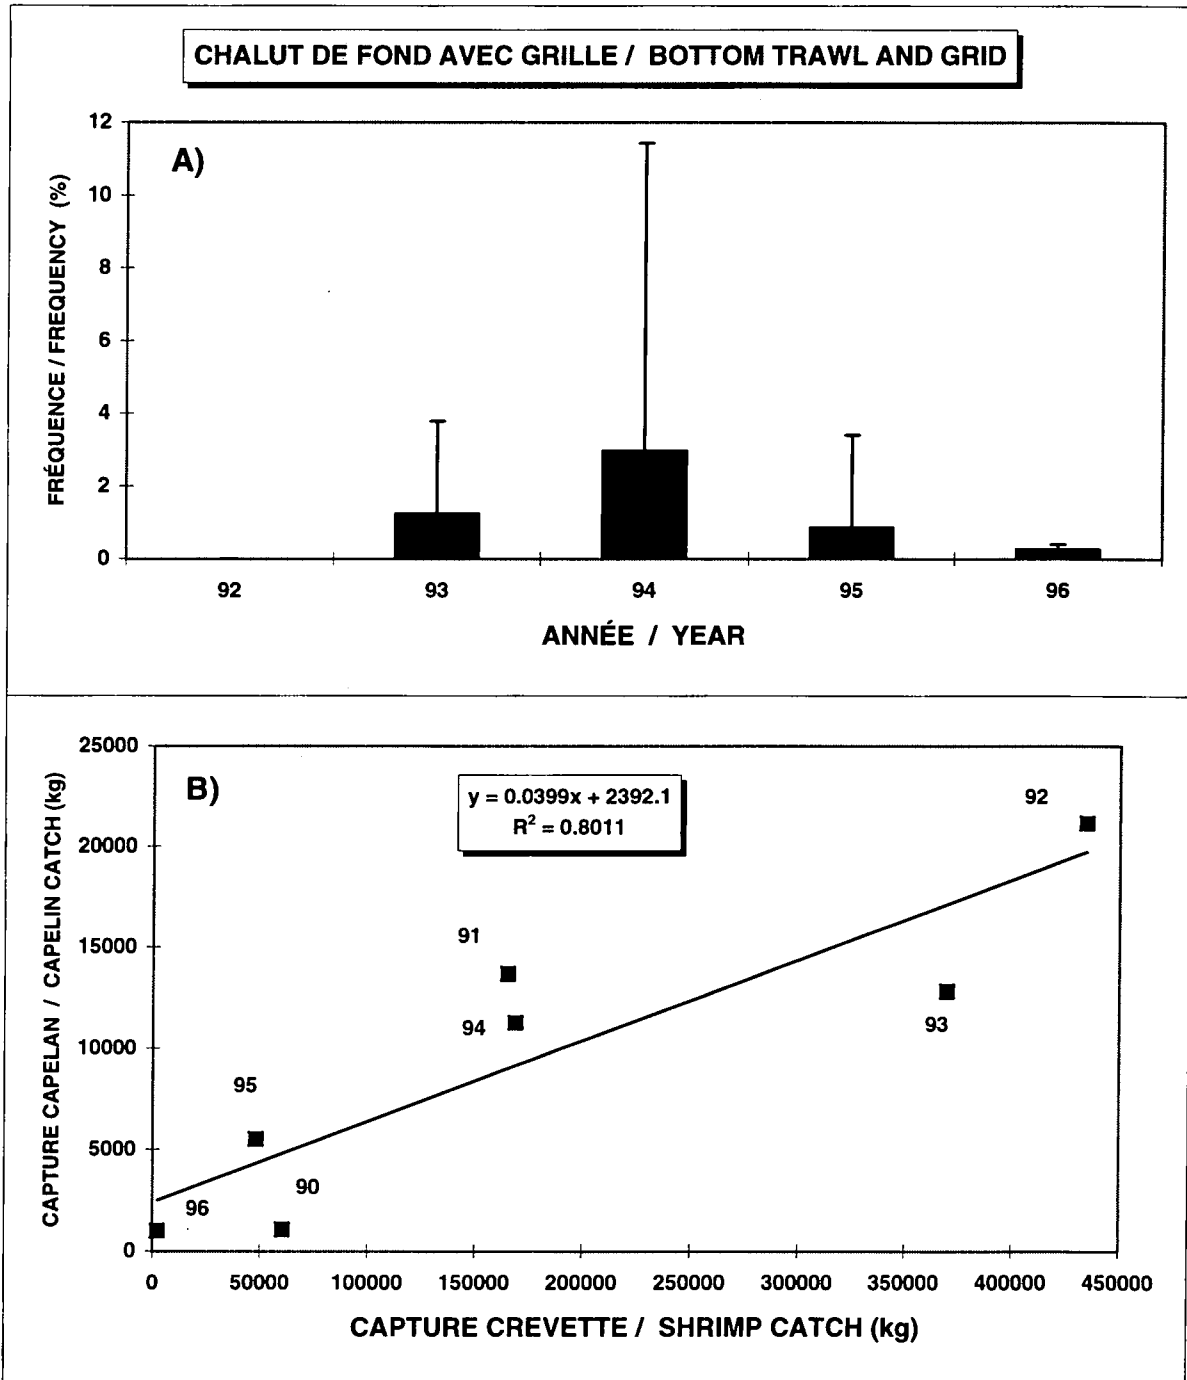 CHALUT DE FOND AVEC GRILLE / BOTTOM TRAWL AND GRID
A)
FRÉQUENCE / FREQUENCY (%)
12
10
8
6
4
2
0
92 93 94 95 96
ANNÉE / YEAR
B)
CAPTURE CAPELAN / CAPELIN CATCH (kg)
25000
20000
15000
10000
5000
0
y = 0.0399x + 2392.1
R² = 0.8011
92
91
94
93
95
90
96
0 50000 100000 150000 200000 250000 300000 350000 400000 450000
CAPTURE CREVETTE / SHRIMP CATCH (kg)